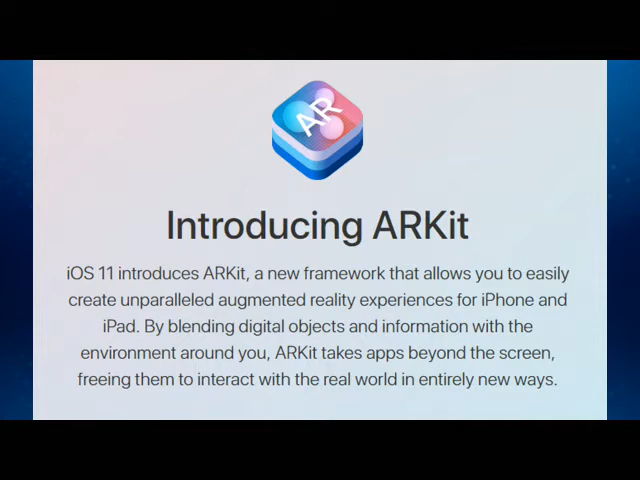 AR
Introducing ARKit
iOS 11 introduces ARKit, a new framework that allows you to easily
create unparalleled augmented reality experiences for iPhone and
iPad. By blending digital objects and information with the
environment around you, ARKit takes apps beyond the screen,
freeing them to interact with the real world in entirely new ways.